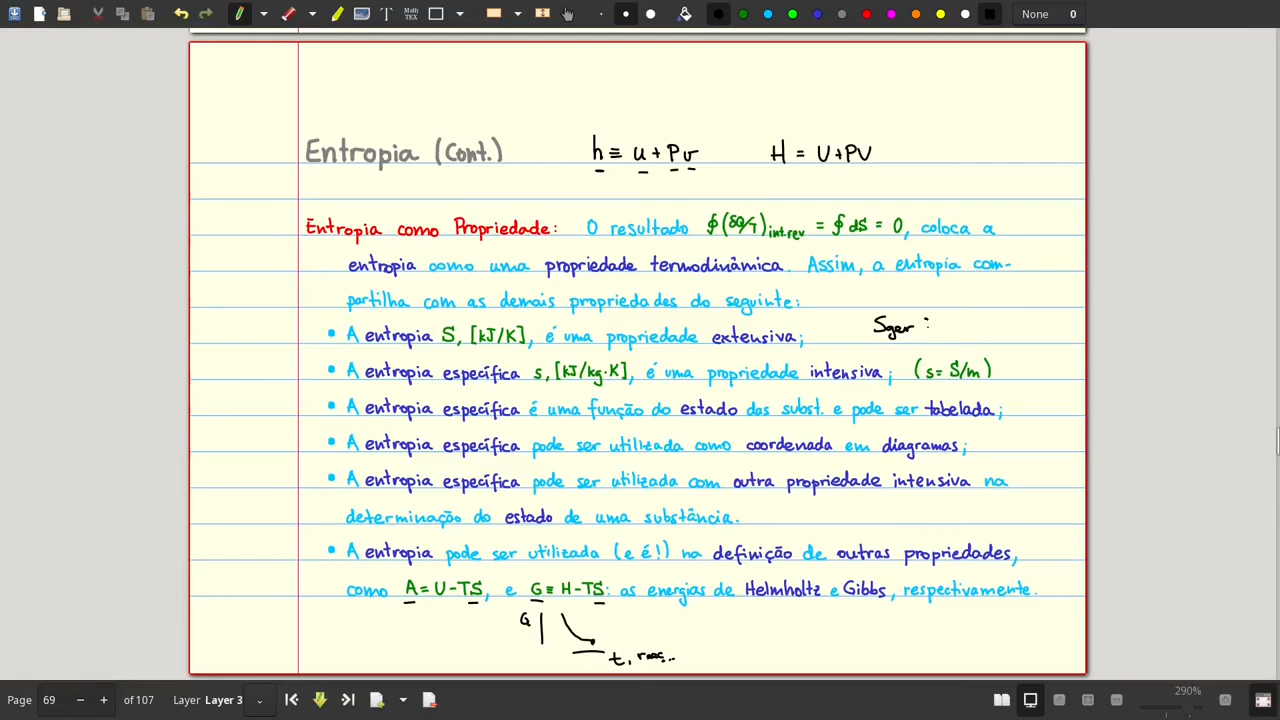 T Math TEX None 0
Entropia (Cont.) h ≡ u + Pv H = U+PV
Entropia como Propriedade: O resultado ∮(δQ/T)int.rev = ∮ dS = 0, coloca a
entropia como uma propriedade termodinâmica. Assim, a entropia com-
partilha com as demais propriedades do seguinte:
• A entropia S, [kJ/K], é uma propriedade extensiva;
Sger :
• A entropia específica s, [kJ/kg·K], é uma propriedade intensiva; (s= S/m)
• A entropia específica é uma função do estado das subst. e pode ser tabelada;
• A entropia específica pode ser utilizada como coordenada em diagramas;
• A entropia específica pode ser utilizada com outra propriedade intensiva na
determinação do estado de uma substância.
• A entropia pode ser utilizada (e é!) na definição de outras propriedades,
como A = U-TS, e G ≡ H-TS: as energias de Helmholtz e Gibbs, respectivamente.
G
t, reaç..
Page 69 − + of 107 Layer Layer 3 290%